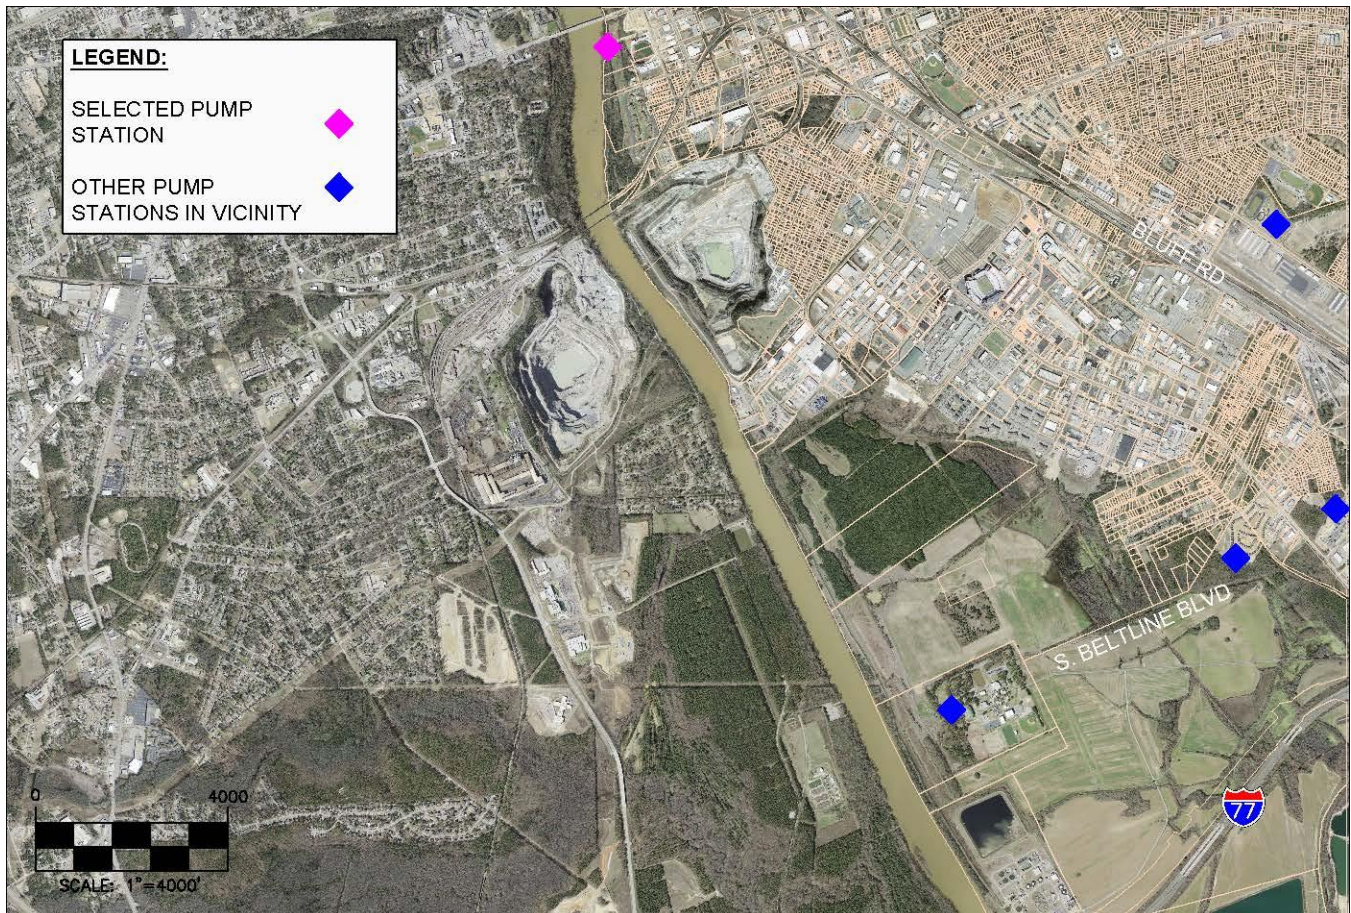 LEGEND:
SELECTED PUMP
STATION
OTHER PUMP
STATIONS IN VICINITY
BLUFF RD
S. BELTLINE BLVD
77
0 4000
SCALE: 1"=4000'